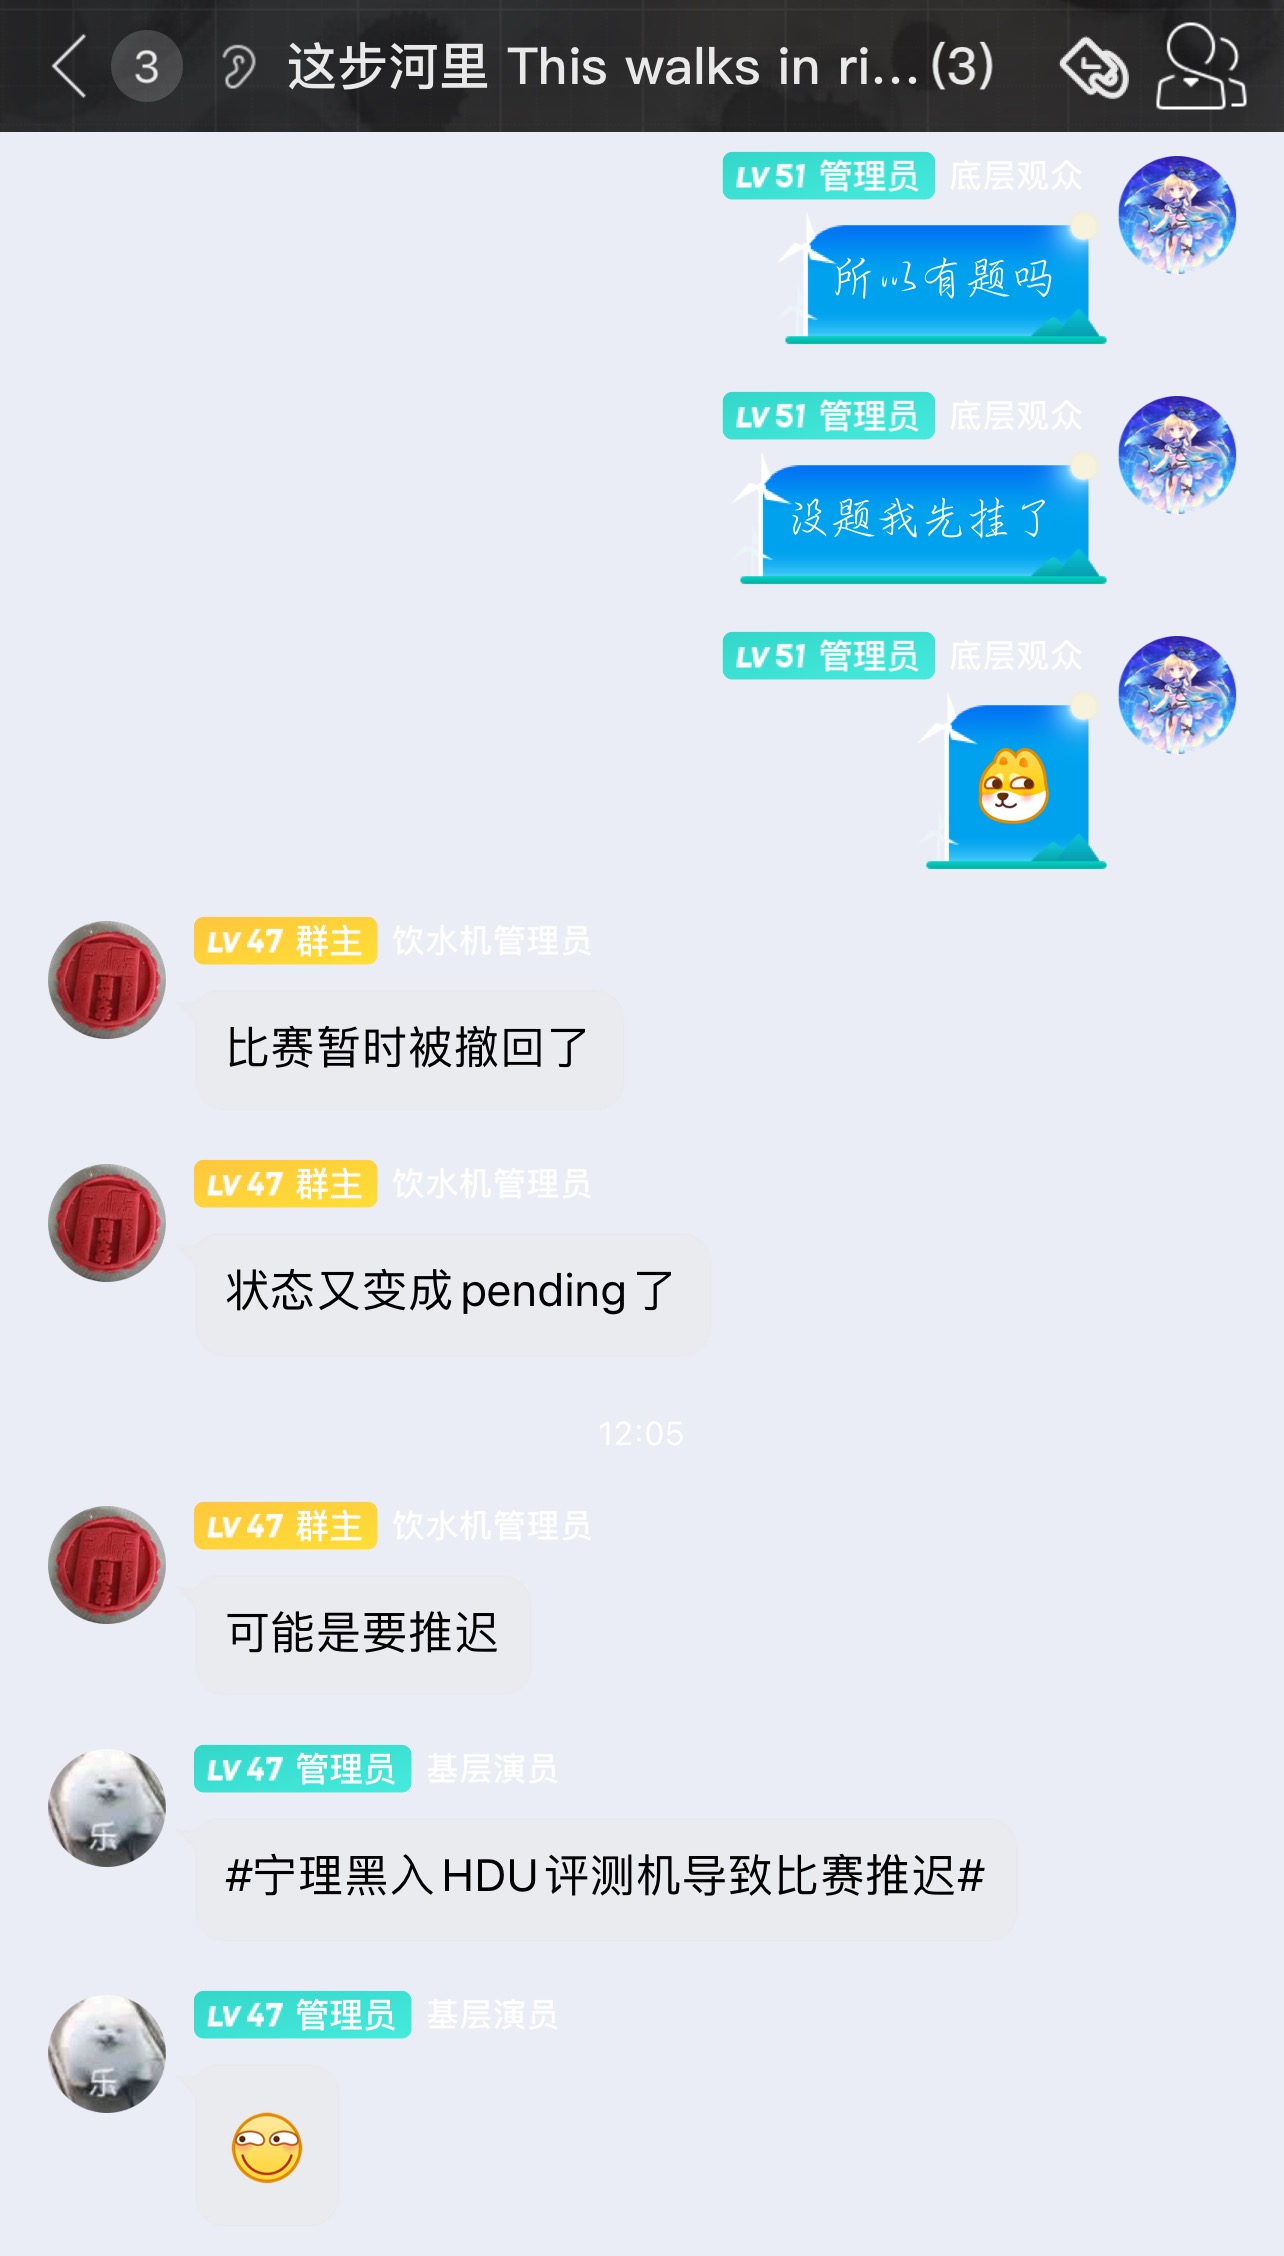 3 这步河里 This walks in ri...(3)
LV 51 管理员 底层观众
所以有题吗
LV 51 管理员 底层观众
没题我先挂了
LV 51 管理员 底层观众
LV 47 群主 饮水机管理员
比赛暂时被撤回了
LV 47 群主 饮水机管理员
状态又变成pending了
12:05
LV 47 群主 饮水机管理员
可能是要推迟
LV 47 管理员 基层演员
乐
#宁理黑入HDU评测机导致比赛推迟#
LV 47 管理员 基层演员
乐